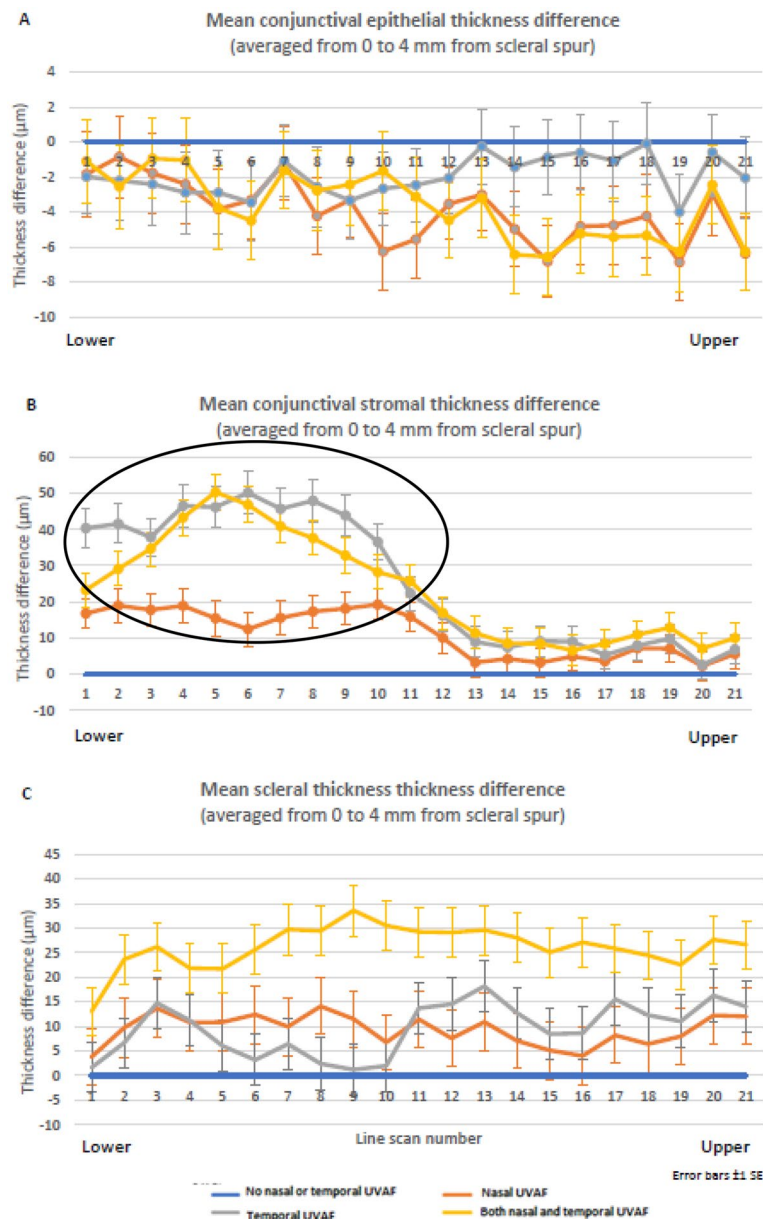 A
Mean conjunctival epithelial thickness difference
(averaged from 0 to 4 mm from scleral spur)
Thickness difference (µm)
4
2
0
-2
-4
-6
-8
-10
1 2 3 4 5 6 7 8 9 10 11 12 13 14 15 16 17 18 19 20 21
Lower Upper
B
Mean conjunctival stromal thickness difference
(averaged from 0 to 4 mm from scleral spur)
Thickness difference (µm)
60
50
40
30
20
10
0
-10
1 2 3 4 5 6 7 8 9 10 11 12 13 14 15 16 17 18 19 20 21
Lower Upper
C
Mean scleral thickness thickness difference
(averaged from 0 to 4 mm from scleral spur)
Thickness difference (µm)
45
40
35
30
25
20
15
10
5
0
-5
-10
1 2 3 4 5 6 7 8 9 10 11 12 13 14 15 16 17 18 19 20 21
Lower Line scan number Upper
Error bars ±1 SE
No nasal or temporal UVAF Nasal UVAF
Temporal UVAF Both nasal and temporal UVAF